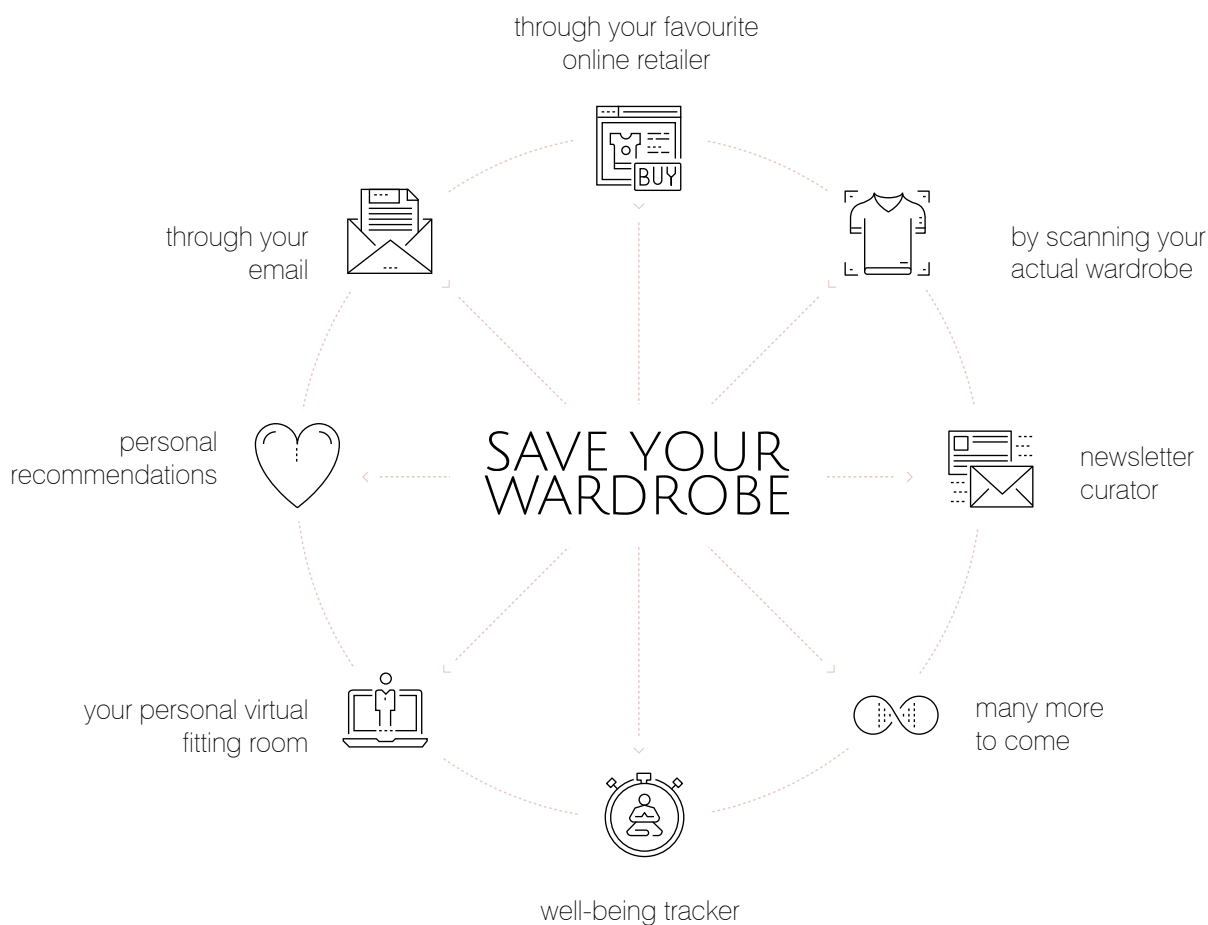 through your favourite
online retailer
BUY
through your
email
by scanning your
actual wardrobe
personal
recommendations
SAVE YOUR
WARDROBE
newsletter
curator
your personal virtual
fitting room
many more
to come
well-being tracker